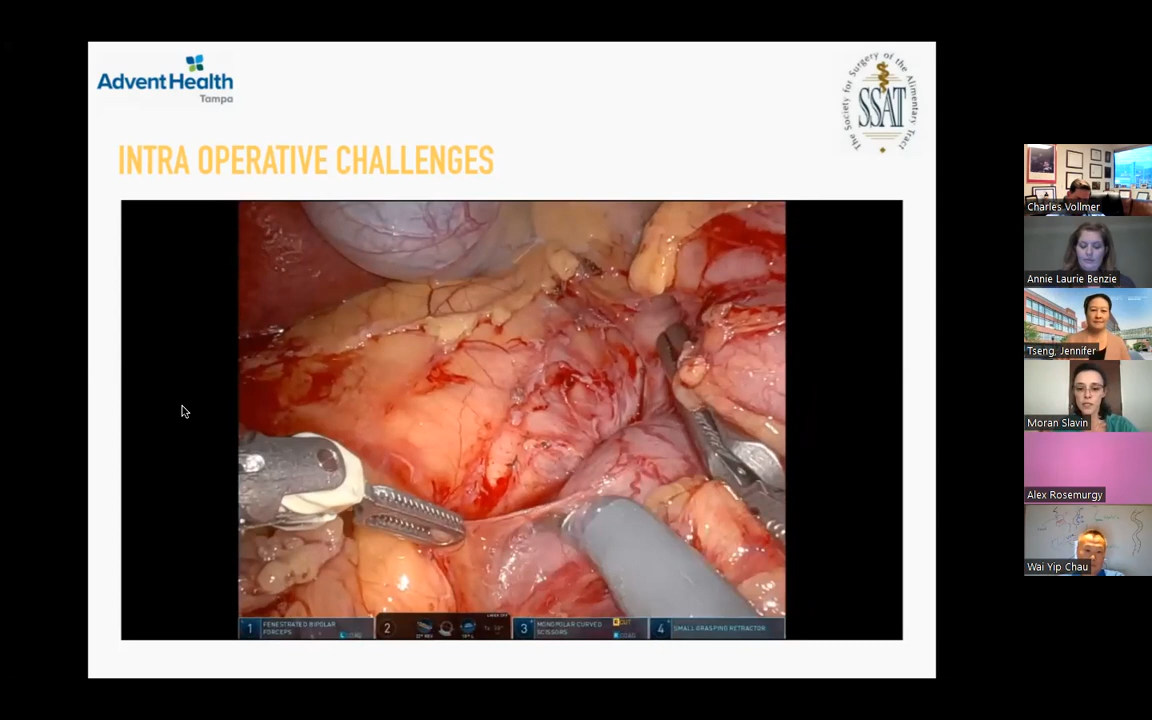 AdventHealth
Tampa
The Society for Surgery of the Alimentary Tract
SSAT
INTRA OPERATIVE CHALLENGES
1 FENESTRATED BIPOLAR
FORCEPS
2
3 MONOPOLAR CURVED
SCISSORS
CUT
COAG
4 SMALL GRASPING RETRACTOR
Charles Vollmer
Annie Laurie Benzie
Tseng, Jennifer
Moran Slavin
Alex Rosemurgy
Wai Yip Chau